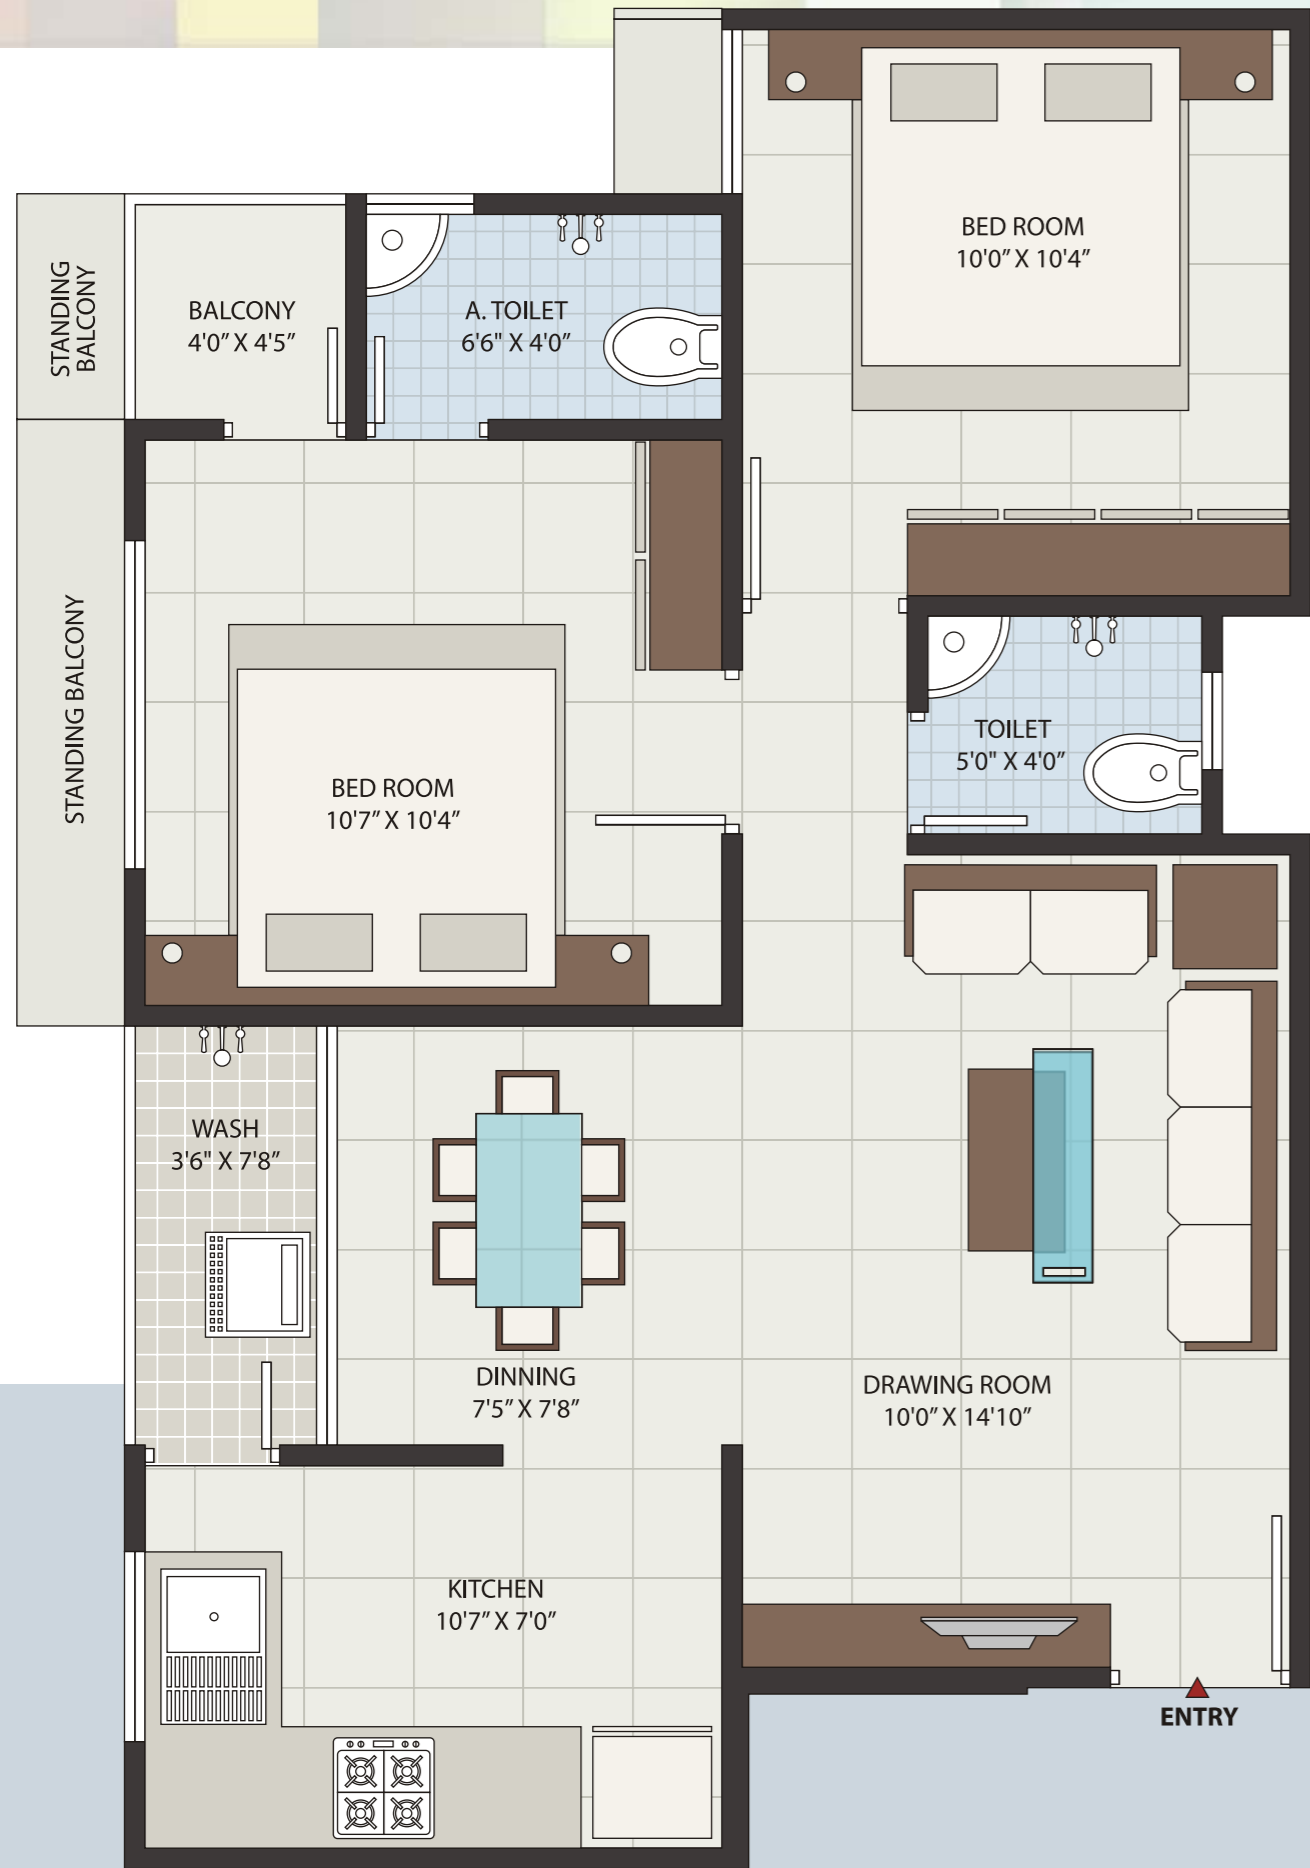 BED ROOM
10'0” X 10'4”
STANDING
BALCONY
BALCONY
4'0” X 4'5”
A. TOILET
6'6" X 4'0”
STANDING BALCONY
BED ROOM
10'7” X 10'4”
TOILET
5'0" X 4'0”
WASH
3'6" X 7'8”
DINNING
7'5” X 7'8”
DRAWING ROOM
10'0” X 14'10”
KITCHEN
10'7” X 7'0”
ENTRY